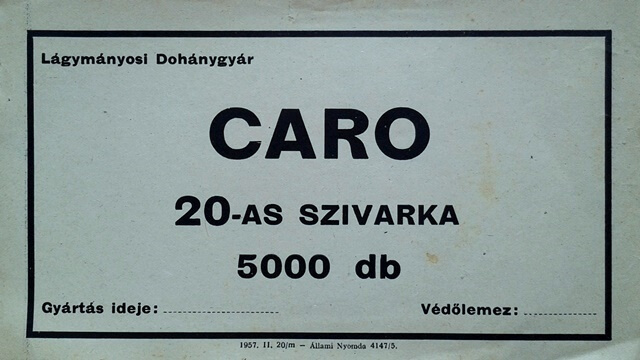 Lágymányosi Dohánygyár
CARO
20-AS SZIVARKA
5000 db
Gyártás ideje: Védőlemez:
1957. II. 20/m — Állami Nyomda 4147/5.